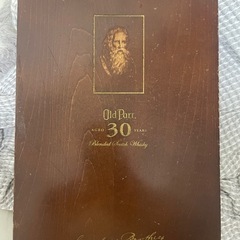 Old Parr
AGED 30 YEARS
Blended Scotch Whisky